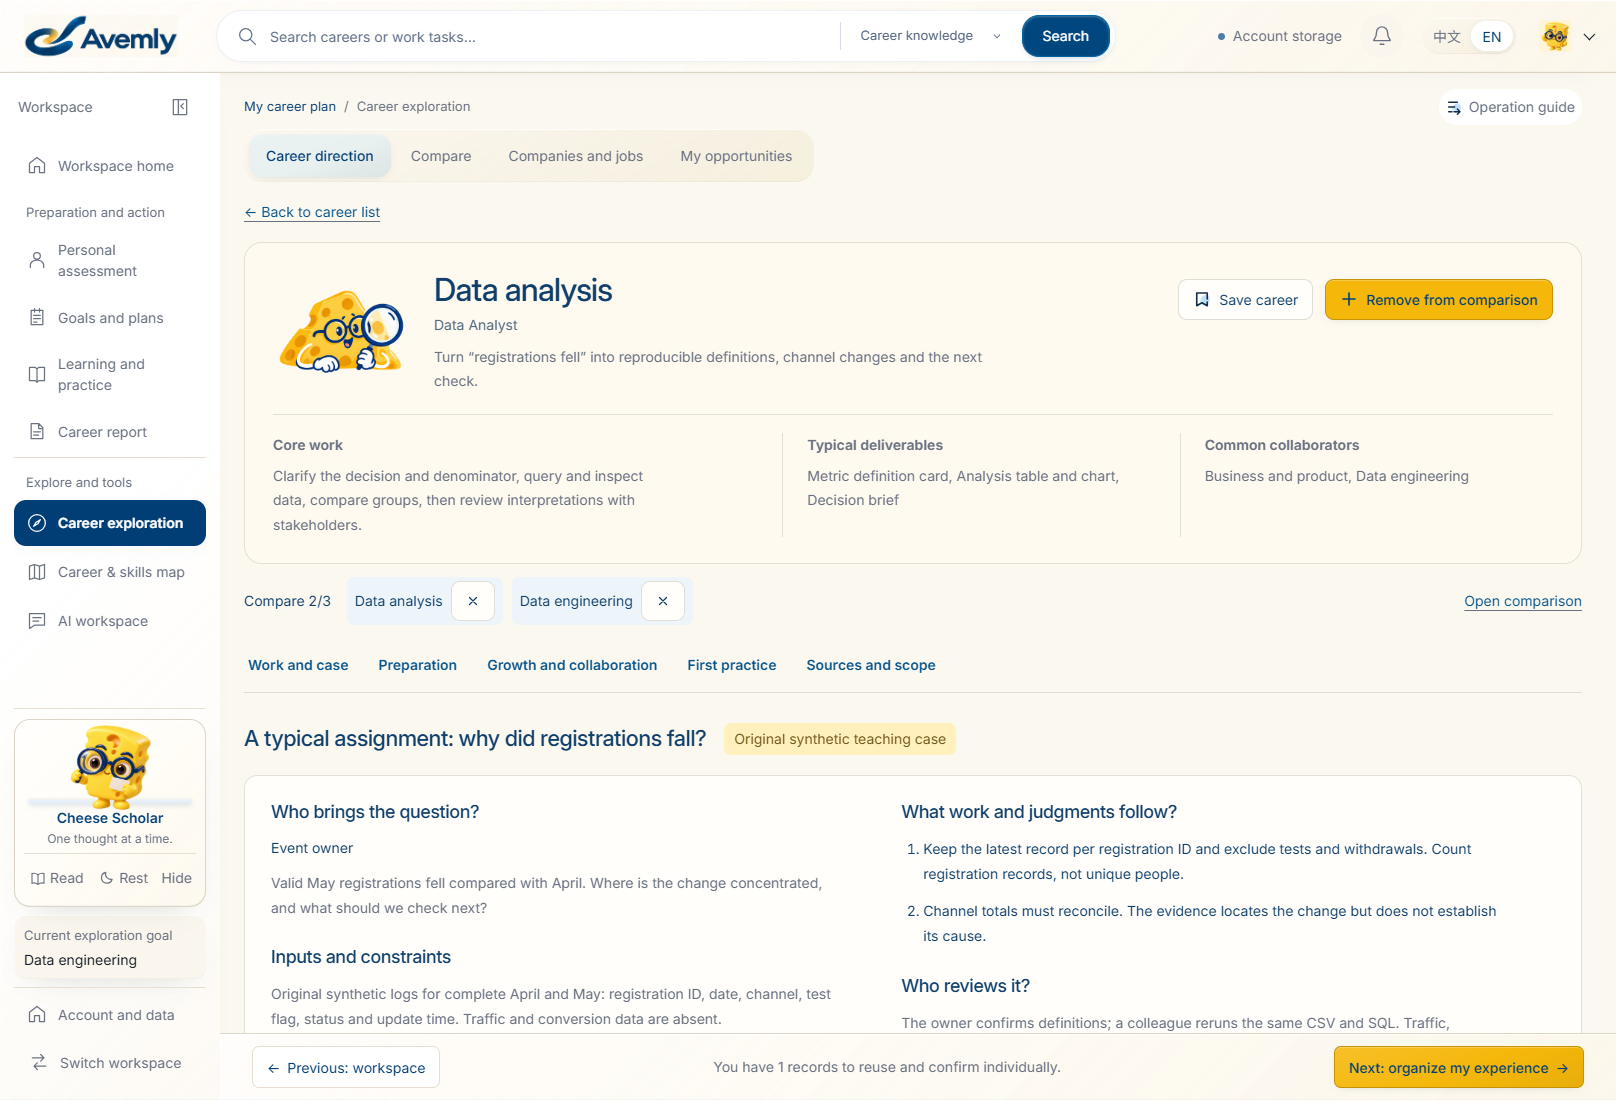 Avemly
Search careers or work tasks...
Career knowledge
Search
Account storage
中文
EN
Workspace
Workspace home
Preparation and action
Personal
assessment
Goals and plans
Learning and
practice
Career report
Explore and tools
Career exploration
Career & skills map
AI workspace
Cheese Scholar
One thought at a time.
Read
Rest
Hide
Current exploration goal
Data engineering
Account and data
Switch workspace
My career plan / Career exploration
Operation guide
Career direction
Compare
Companies and jobs
My opportunities
← Back to career list
Data analysis
Data Analyst
Turn “registrations fell” into reproducible definitions, channel changes and the next
check.
Save career
+ Remove from comparison
Core work
Clarify the decision and denominator, query and inspect
data, compare groups, then review interpretations with
stakeholders.
Typical deliverables
Metric definition card, Analysis table and chart,
Decision brief
Common collaborators
Business and product, Data engineering
Compare 2/3
Data analysis ×
Data engineering ×
Open comparison
Work and case
Preparation
Growth and collaboration
First practice
Sources and scope
A typical assignment: why did registrations fall?
Original synthetic teaching case
Who brings the question?
Event owner
Valid May registrations fell compared with April. Where is the change concentrated,
and what should we check next?
Inputs and constraints
Original synthetic logs for complete April and May: registration ID, date, channel, test
flag, status and update time. Traffic and conversion data are absent.
What work and judgments follow?
1. Keep the latest record per registration ID and exclude tests and withdrawals. Count
registration records, not unique people.
2. Channel totals must reconcile. The evidence locates the change but does not establish
its cause.
Who reviews it?
The owner confirms definitions; a colleague reruns the same CSV and SQL. Traffic,
← Previous: workspace
You have 1 records to reuse and confirm individually.
Next: organize my experience →